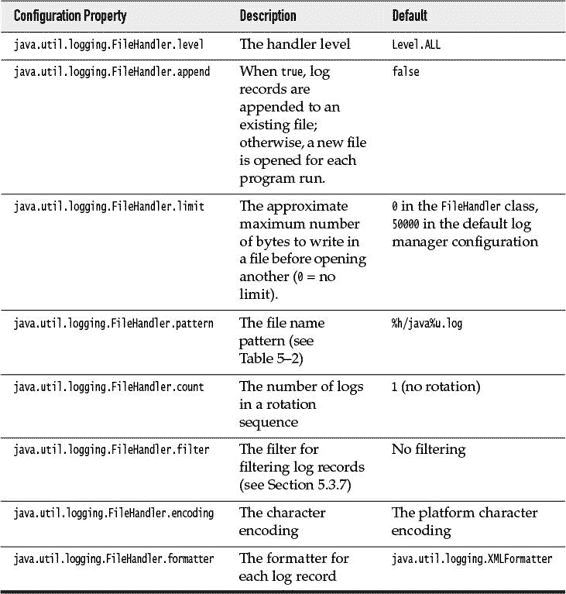 Configuration Property Description Default
java.util.logging.FileHandler.level The handler level Level.ALL
java.util.logging.FileHandler.append When true, log false
records are
appended to an
existing file;
otherwise, a new file
is opened for each
program run.
java.util.logging.FileHandler.limit The approximate 0 in the FileHandler class,
maximum number 50000 in the default log
of bytes to write in manager configuration
a file before opening
another (0 = no
limit).
java.util.logging.FileHandler.pattern The file name %h/java%u.log
pattern (see
Table 5–2)
java.util.logging.FileHandler.count The number of logs 1 (no rotation)
in a rotation
sequence
java.util.logging.FileHandler.filter The filter for No filtering
filtering log records
(see Section 5.3.7)
java.util.logging.FileHandler.encoding The character The platform character
encoding encoding
java.util.logging.FileHandler.formatter The formatter for java.util.logging.XMLFormatter
each log record